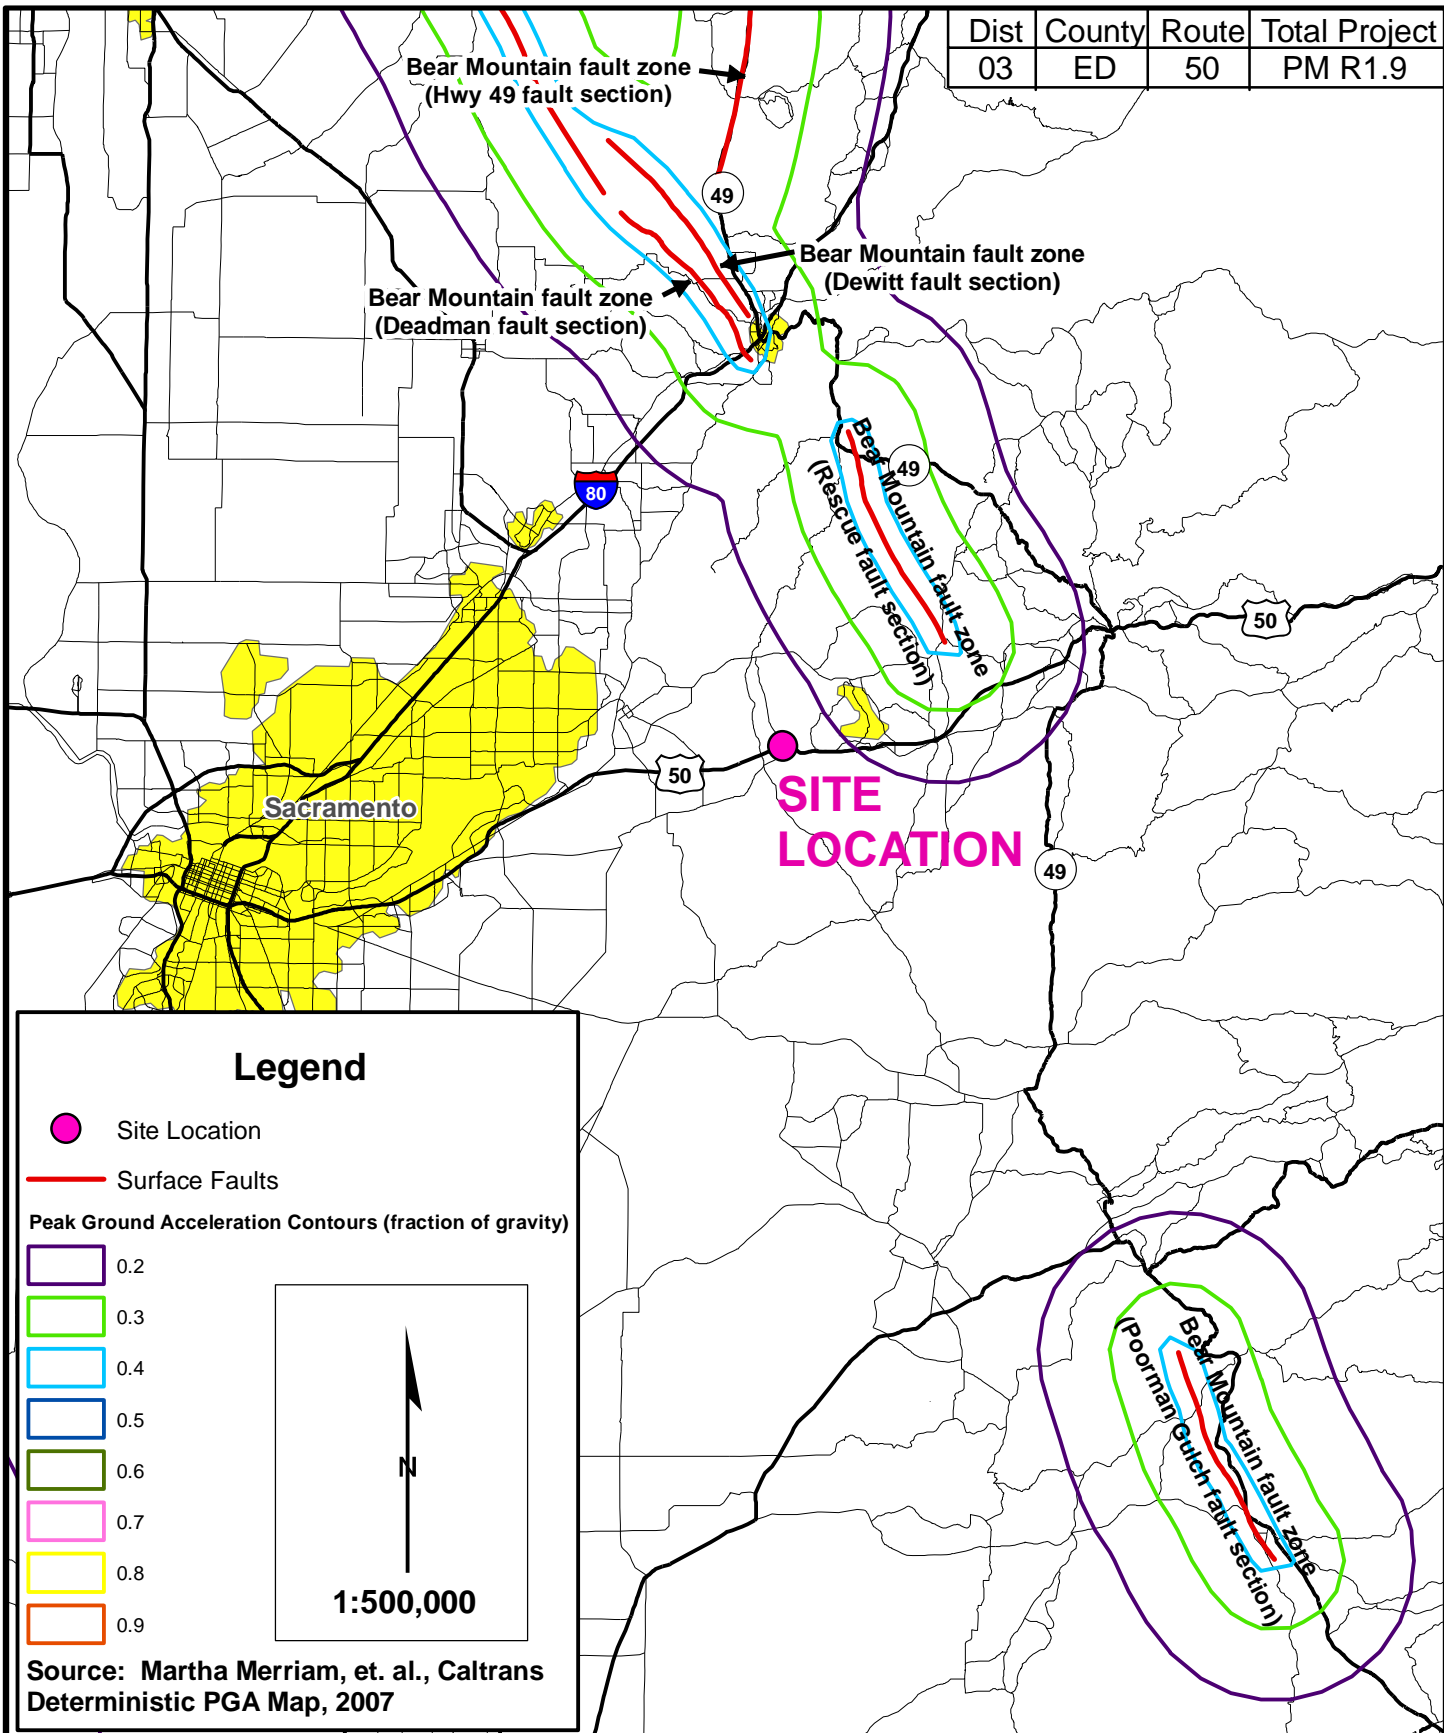 Dist County Route Total Project
03 ED 50 PM R1.9
Bear Mountain fault zone
(Hwy 49 fault section)
49
Bear Mountain fault zone
(Dewitt fault section)
Bear Mountain fault zone
(Deadman fault section)
Bear Mountain fault zone
(Rescue fault section)
49
80
50
50
SITE
LOCATION
Sacramento
49
Legend
Site Location
Surface Faults
Peak Ground Acceleration Contours (fraction of gravity)
0.2
0.3
0.4
0.5
0.6
0.7
0.8
0.9
N
1:500,000
Source: Martha Merriam, et. al., Caltrans
Deterministic PGA Map, 2007
Bear Mountain fault zone
(Poorman Gulch fault section)